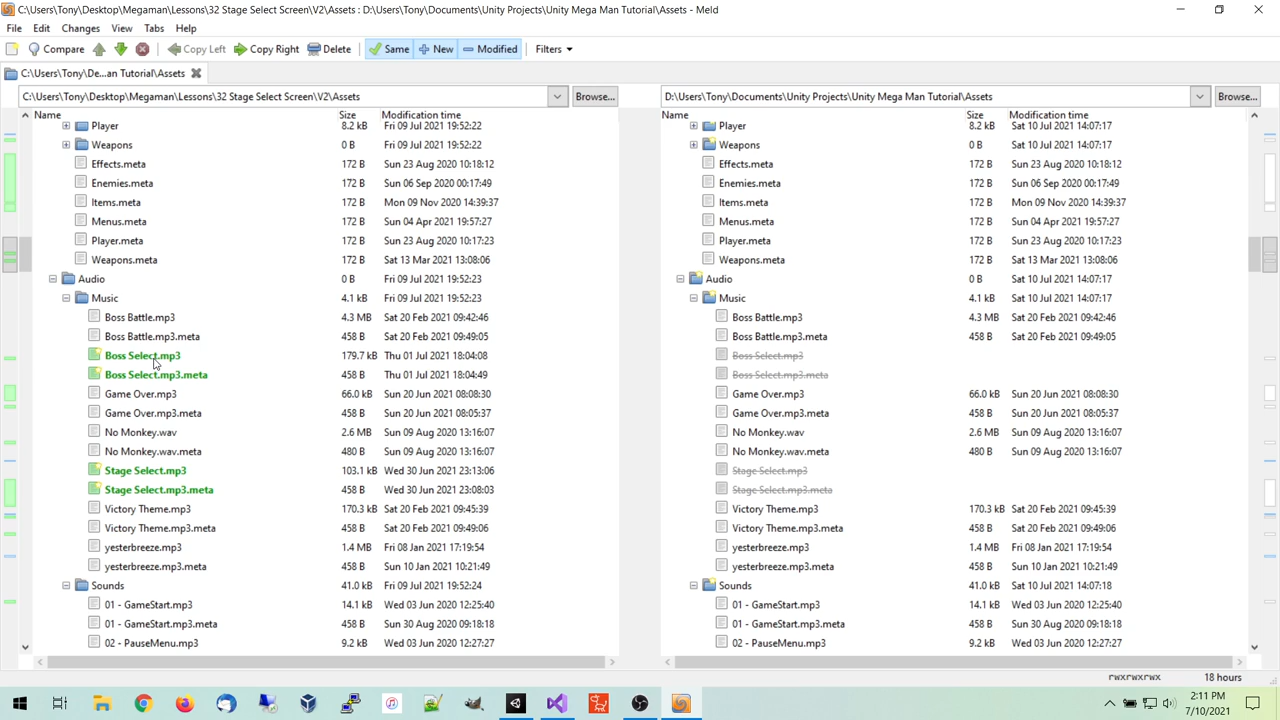 C:\Users\Tony\Desktop\Megaman\Lessons\32 Stage Select Screen\V2\Assets : D:\Users\Tony\Documents\Unity Projects\Unity Mega Man Tutorial\Assets - Meld
File Edit Changes View Tabs Help
Compare Copy Left Copy Right Delete Same New Modified Filters
C:\Users\Tony\De...an Tutorial\Assets
C:\Users\Tony\Desktop\Megaman\Lessons\32 Stage Select Screen\V2\Assets Browse... D:\Users\Tony\Documents\Unity Projects\Unity Mega Man Tutorial\Assets Browse...
Name Size Modification time Name Size Modification time
Player 8.2 kB Fri 09 Jul 2021 19:52:22 Player 8.2 kB Sat 10 Jul 2021 14:07:17
Weapons 0 B Fri 09 Jul 2021 19:52:22 Weapons 0 B Sat 10 Jul 2021 14:07:17
Effects.meta 172 B Sun 23 Aug 2020 10:18:12 Effects.meta 172 B Sun 23 Aug 2020 10:18:12
Enemies.meta 172 B Sun 06 Sep 2020 00:17:49 Enemies.meta 172 B Sun 06 Sep 2020 00:17:49
Items.meta 172 B Mon 09 Nov 2020 14:39:37 Items.meta 172 B Mon 09 Nov 2020 14:39:37
Menus.meta 172 B Sun 04 Apr 2021 19:57:27 Menus.meta 172 B Sun 04 Apr 2021 19:57:27
Player.meta 172 B Sun 23 Aug 2020 10:17:23 Player.meta 172 B Sun 23 Aug 2020 10:17:23
Weapons.meta 172 B Sat 13 Mar 2021 13:08:06 Weapons.meta 172 B Sat 13 Mar 2021 13:08:06
Audio 0 B Fri 09 Jul 2021 19:52:23 Audio 0 B Sat 10 Jul 2021 14:07:17
Music 4.1 kB Fri 09 Jul 2021 19:52:23 Music 4.1 kB Sat 10 Jul 2021 14:07:17
Boss Battle.mp3 4.3 MB Sat 20 Feb 2021 09:42:46 Boss Battle.mp3 4.3 MB Sat 20 Feb 2021 09:42:46
Boss Battle.mp3.meta 458 B Sat 20 Feb 2021 09:49:05 Boss Battle.mp3.meta 458 B Sat 20 Feb 2021 09:49:05
Boss Select.mp3 179.7 kB Thu 01 Jul 2021 18:04:08 Boss Select.mp3
Boss Select.mp3.meta 458 B Thu 01 Jul 2021 18:04:49 Boss Select.mp3.meta
Game Over.mp3 66.0 kB Sun 20 Jun 2021 08:08:30 Game Over.mp3 66.0 kB Sun 20 Jun 2021 08:08:30
Game Over.mp3.meta 458 B Sun 20 Jun 2021 08:05:37 Game Over.mp3.meta 458 B Sun 20 Jun 2021 08:05:37
No Monkey.wav 2.6 MB Sun 09 Aug 2020 13:16:07 No Monkey.wav 2.6 MB Sun 09 Aug 2020 13:16:07
No Monkey.wav.meta 480 B Sun 09 Aug 2020 13:16:07 No Monkey.wav.meta 480 B Sun 09 Aug 2020 13:16:07
Stage Select.mp3 103.1 kB Wed 30 Jun 2021 23:13:06 Stage Select.mp3
Stage Select.mp3.meta 458 B Wed 30 Jun 2021 23:08:03 Stage Select.mp3.meta
Victory Theme.mp3 170.3 kB Sat 20 Feb 2021 09:45:39 Victory Theme.mp3 170.3 kB Sat 20 Feb 2021 09:45:39
Victory Theme.mp3.meta 458 B Sat 20 Feb 2021 09:49:06 Victory Theme.mp3.meta 458 B Sat 20 Feb 2021 09:49:06
yesterbreeze.mp3 1.4 MB Fri 08 Jan 2021 17:19:54 yesterbreeze.mp3 1.4 MB Fri 08 Jan 2021 17:19:54
yesterbreeze.mp3.meta 458 B Sun 10 Jan 2021 10:21:49 yesterbreeze.mp3.meta 458 B Sun 10 Jan 2021 10:21:49
Sounds 41.0 kB Fri 09 Jul 2021 19:52:24 Sounds 41.0 kB Sat 10 Jul 2021 14:07:18
01 - GameStart.mp3 14.1 kB Wed 03 Jun 2020 12:25:40 01 - GameStart.mp3 14.1 kB Wed 03 Jun 2020 12:25:40
01 - GameStart.mp3.meta 458 B Sun 30 Aug 2020 09:18:18 01 - GameStart.mp3.meta 458 B Sun 30 Aug 2020 09:18:18
02 - PauseMenu.mp3 9.2 kB Wed 03 Jun 2020 12:27:27 02 - PauseMenu.mp3 9.2 kB Wed 03 Jun 2020 12:27:27
rwxrwxrwx 18 hours
2:11 PM
7/10/2021